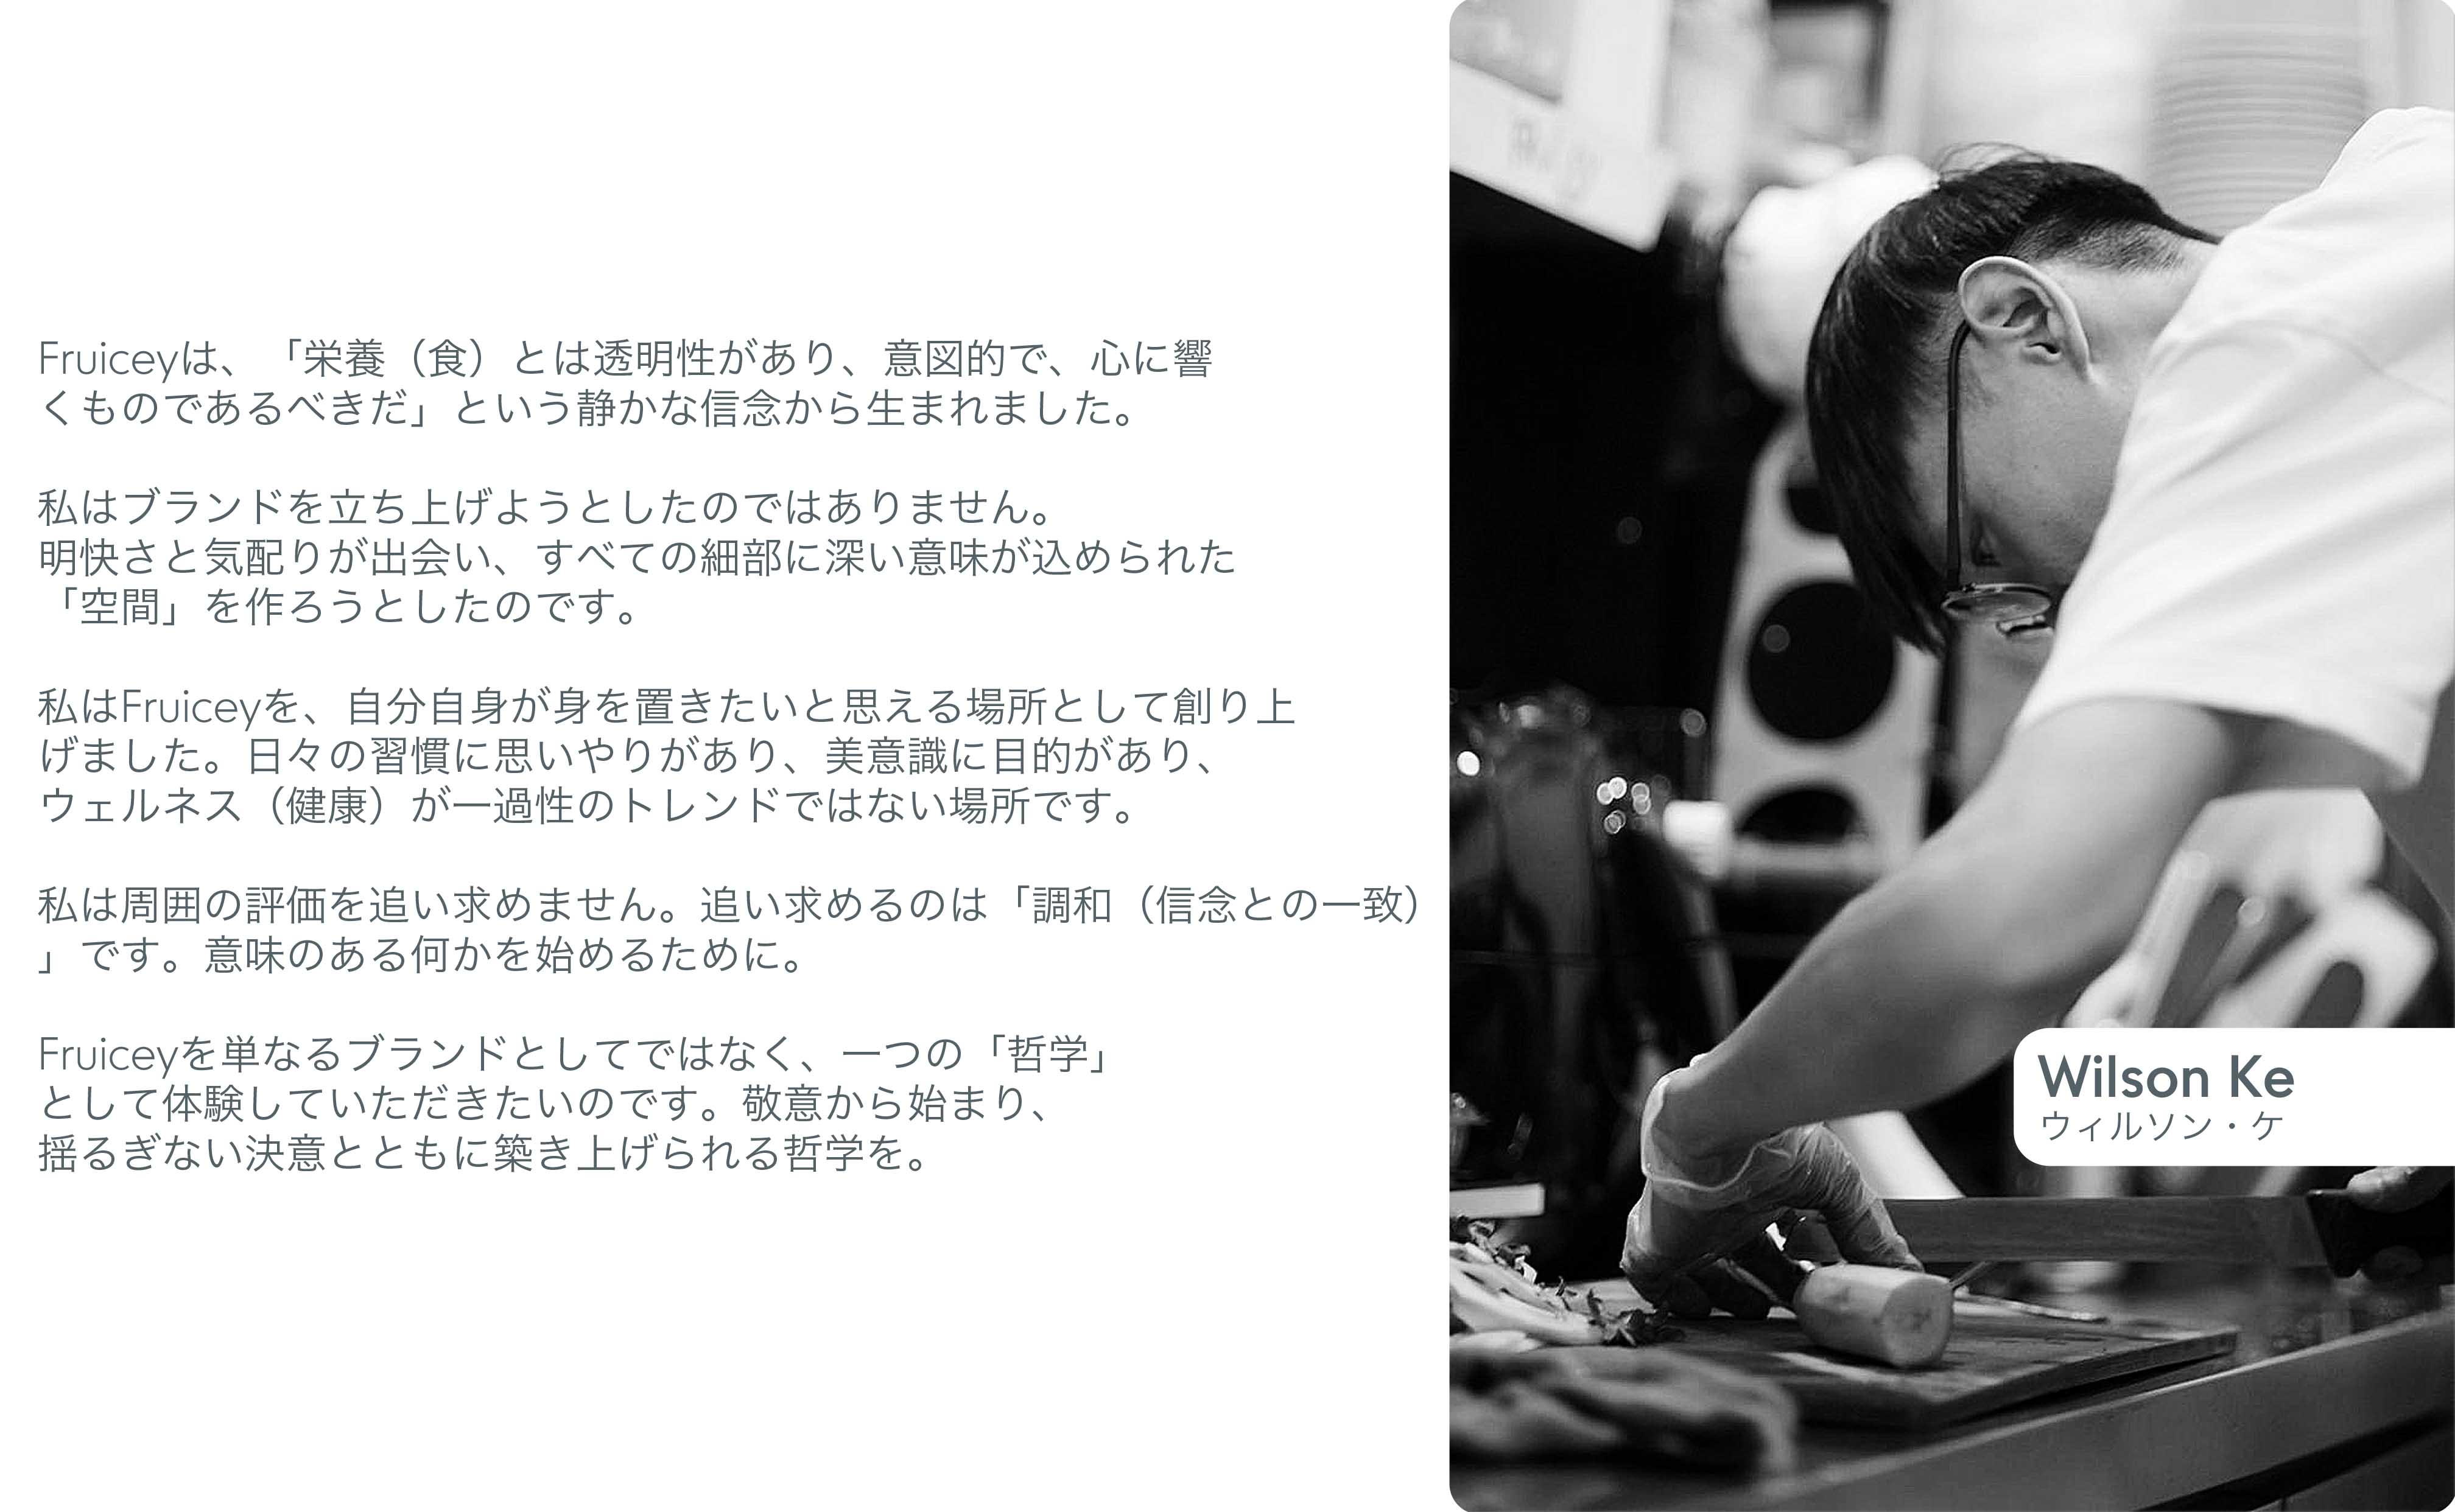 Fruiceyは、「栄養（食）とは透明性があり、意図的で、心に響
くものであるべきだ」という静かな信念から生まれました。
私はブランドを立ち上げようとしたのではありません。
明快さと気配りが出会い、すべての細部に深い意味が込められた
「空間」を作ろうとしたのです。
私はFruiceyを、自分自身が身を置きたいと思える場所として創り上
げました。日々の習慣に思いやりがあり、美意識に目的があり、
ウェルネス（健康）が一過性のトレンドではない場所です。
私は周囲の評価を追い求めません。追い求めるのは「調和（信念との一致）
」です。意味のある何かを始めるために。
Fruiceyを単なるブランドとしてではなく、一つの「哲学」
として体験していただきたいのです。敬意から始まり、
揺るぎない決意とともに築き上げられる哲学を。
Wilson Ke
ウィルソン・ケ